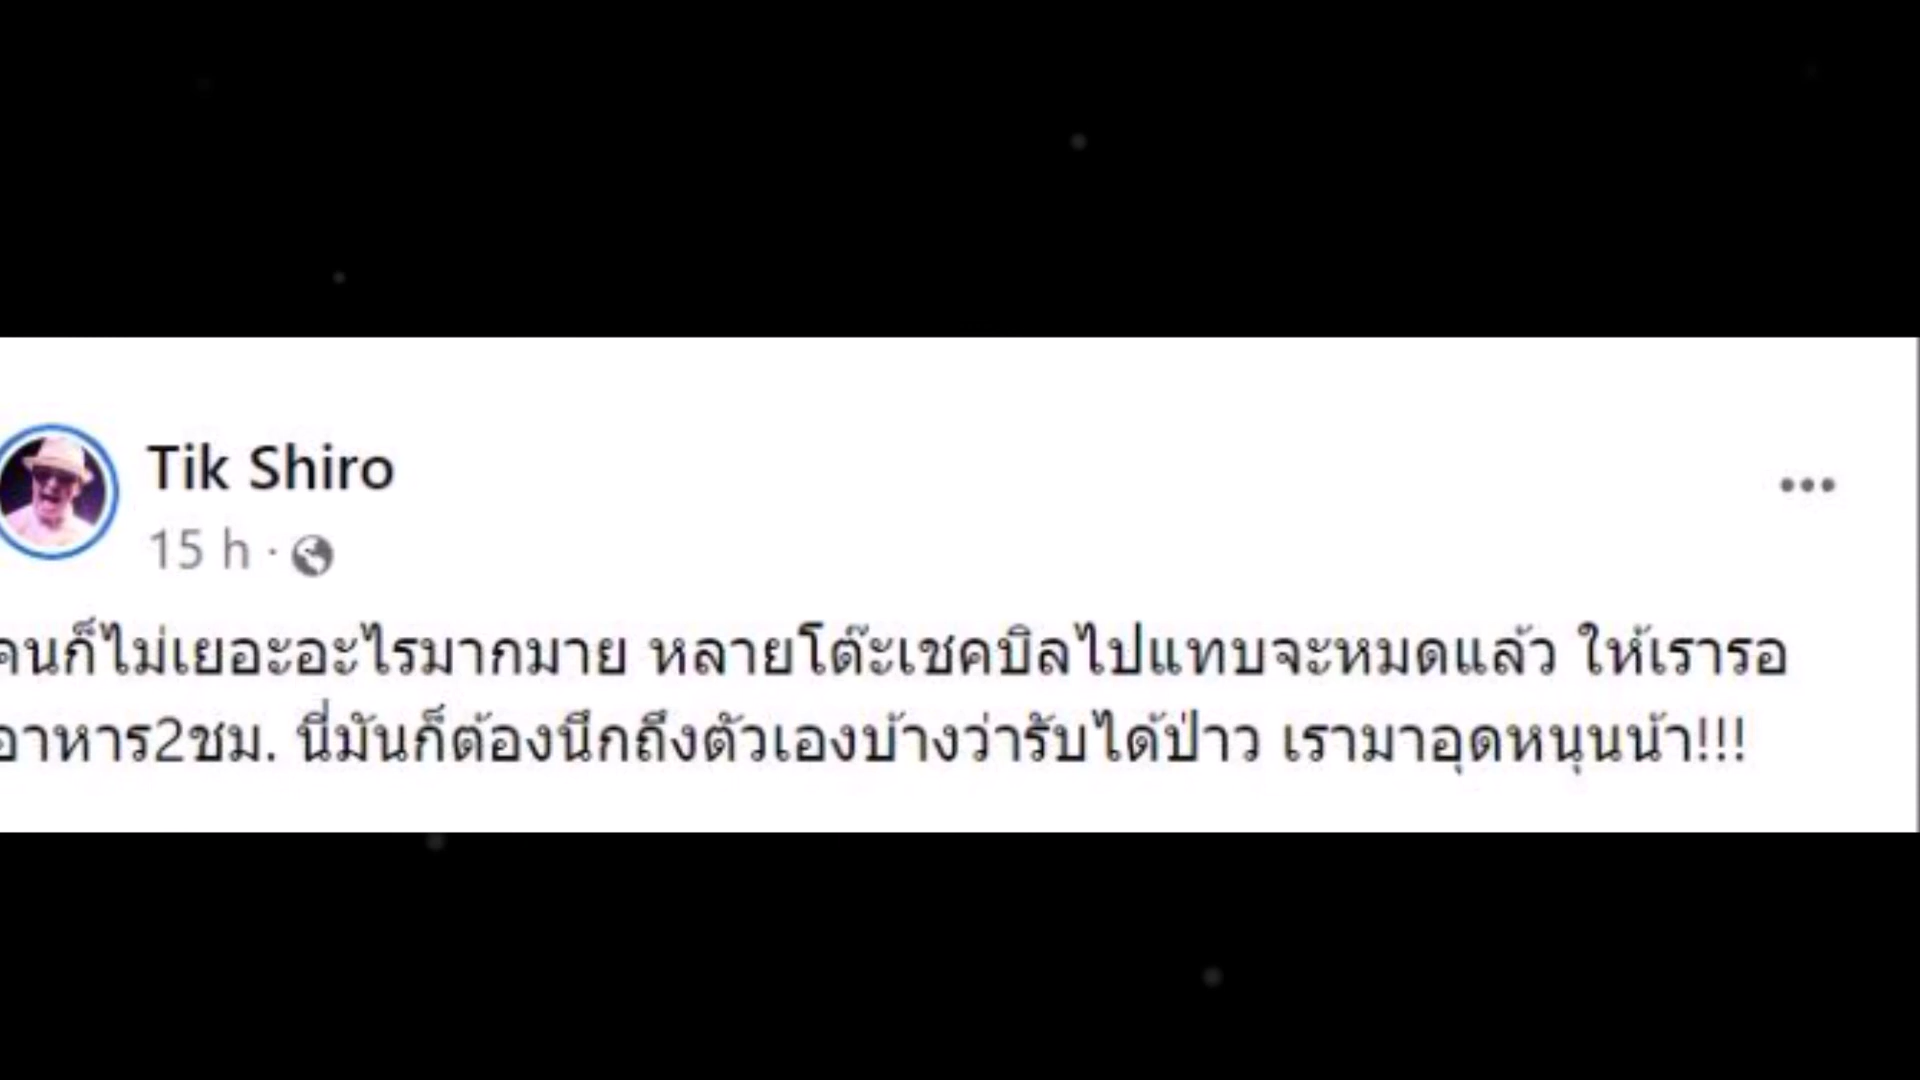 Tik Shiro
15 h ·
คนก็ไม่เยอะอะไรมากมาย หลายโต๊ะเชคบิลไปแทบจะหมดแล้ว ให้เรารอ
อาหาร2ชม. นี่มันก็ต้องนึกถึงตัวเองบ้างว่ารับได้ป่าว เรามาอุดหนุนน้า!!!